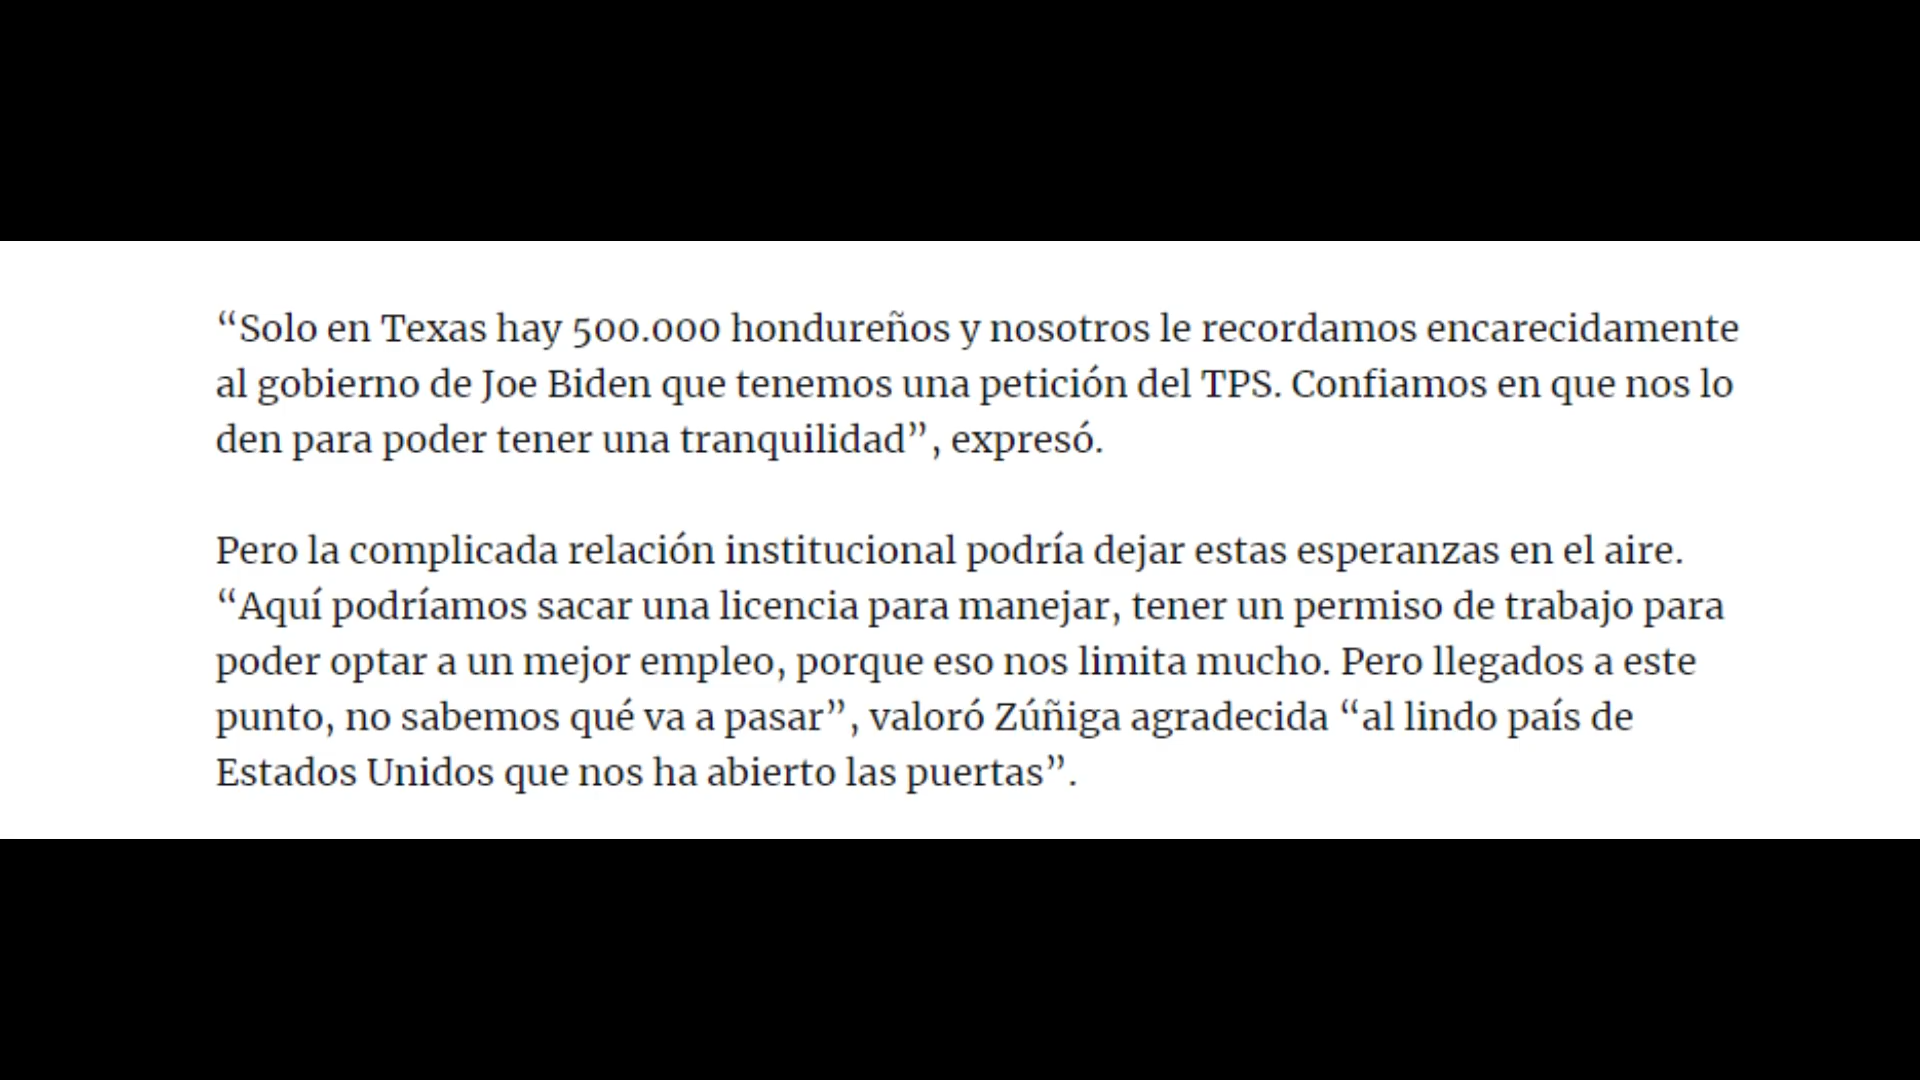 “Solo en Texas hay 500.000 hondureños y nosotros le recordamos encarecidamente
al gobierno de Joe Biden que tenemos una petición del TPS. Confiamos en que nos lo
den para poder tener una tranquilidad”, expresó.
Pero la complicada relación institucional podría dejar estas esperanzas en el aire.
“Aquí podríamos sacar una licencia para manejar, tener un permiso de trabajo para
poder optar a un mejor empleo, porque eso nos limita mucho. Pero llegados a este
punto, no sabemos qué va a pasar”, valoró Zúñiga agradecida “al lindo país de
Estados Unidos que nos ha abierto las puertas”.